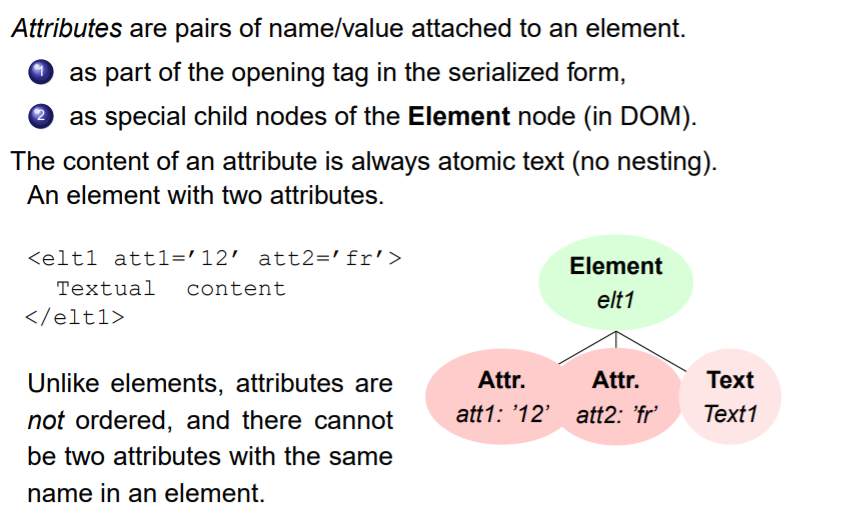 Attributes are pairs of name/value attached to an element.
1 as part of the opening tag in the serialized form,
2 as special child nodes of the Element node (in DOM).
The content of an attribute is always atomic text (no nesting).
An element with two attributes.
<elt1 att1=′12′ att2=′fr′>
Textual content
</elt1>
Unlike elements, attributes are
not ordered, and there cannot
be two attributes with the same
name in an element.
Element
elt1
Attr.
att1: ’12’
Attr.
att2: ’fr’
Text
Text1